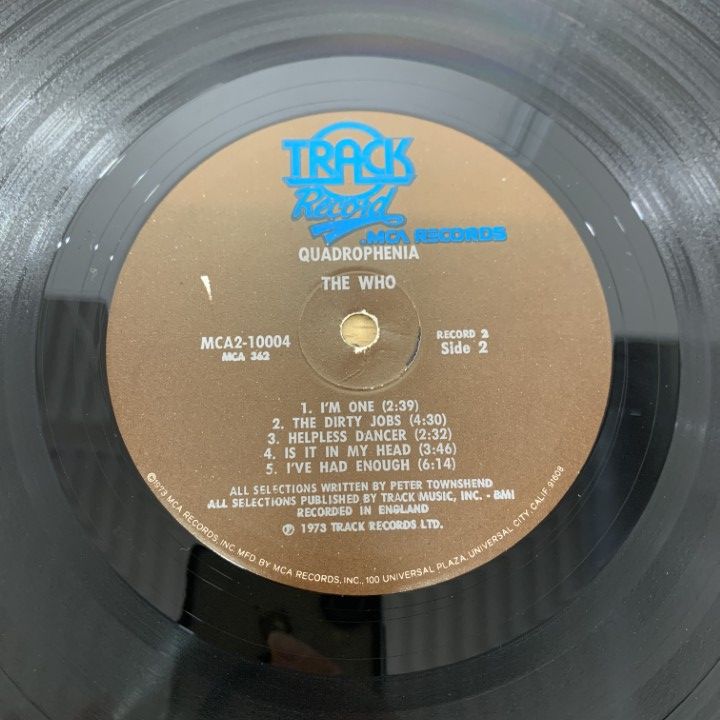 TRACK
Record
.MCA RECORDS
QUADROPHENIA
THE WHO
MCA2-10004
MCA 362
RECORD 2
Side 2
1. I'M ONE (2:39)
2. THE DIRTY JOBS (4:30)
3. HELPLESS DANCER (2:32)
4. IS IT IN MY HEAD (3:46)
5. I'VE HAD ENOUGH (6:14)
ALL SELECTIONS WRITTEN BY PETER TOWNSHEND
ALL SELECTIONS PUBLISHED BY TRACK MUSIC, INC. - BMI
RECORDED IN ENGLAND
℗ 1973 TRACK RECORDS LTD.
©1973 MCA RECORDS, INC. MFD BY MCA RECORDS, INC., 100 UNIVERSAL PLAZA, UNIVERSAL CITY, CALIF. 91608